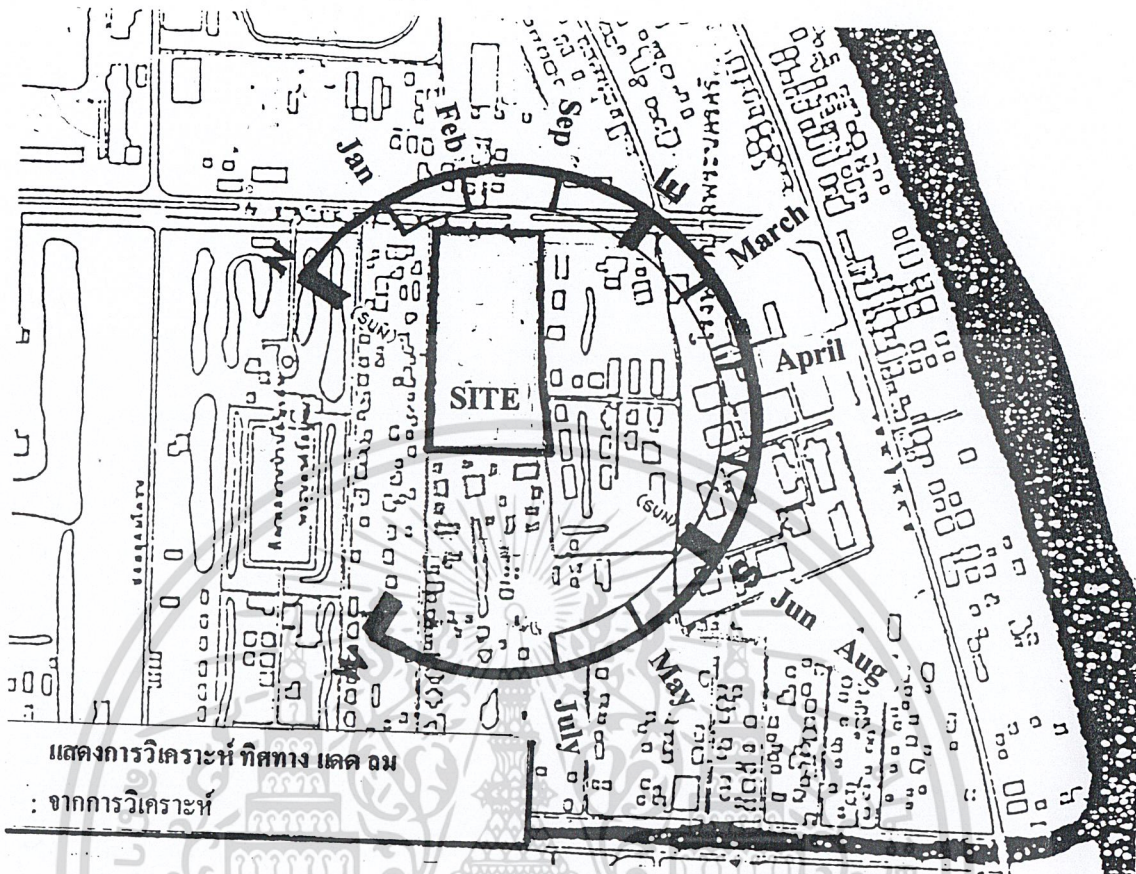 Jan
Feb
Sep
E
March
N
(SUN)
April
SITE
(SUN)
S
Jun
Aug
May
July
W
แสดงการวิเคราะห์ ทิศทาง แดด ลม
: จากการวิเคราะห์